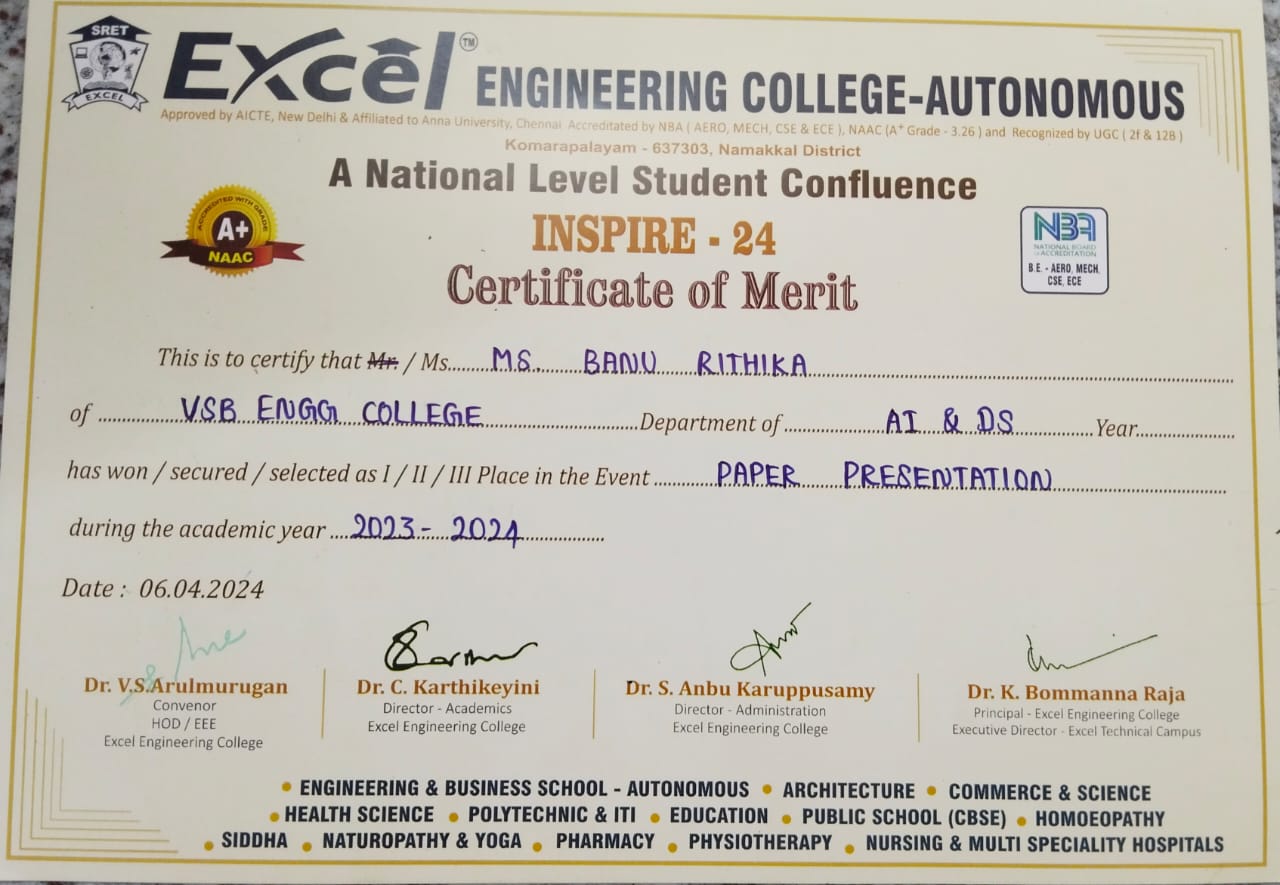 SRET
EXCEL
Excel TM ENGINEERING COLLEGE-AUTONOMOUS
Approved by AICTE, New Delhi & Affiliated to Anna University, Chennai Accreditated by NBA ( AERO, MECH, CSE & ECE ), NAAC (A+ Grade - 3.26 ) and Recognized by UGC ( 2f & 12B )
Komarapalayam - 637303, Namakkal District
A National Level Student Confluence
ACCREDITED WITH GRADE
A+
NAAC
INSPIRE - 24
NBA
NATIONAL BOARD
of ACCREDITATION
B.E. - AERO, MECH,
CSE, ECE
Certificate of Merit
This is to certify that Mr. / Ms. MS. BANU RITHIKA
of VSB ENGG COLLEGE Department of AI & DS Year
has won / secured / selected as I / II / III Place in the Event PAPER PRESENTATION
during the academic year 2023- 2024
Date : 06.04.2024
Dr. V.S.Arulmurugan
Convenor
HOD / EEE
Excel Engineering College
Dr. C. Karthikeyini
Director - Academics
Excel Engineering College
Dr. S. Anbu Karuppusamy
Director - Administration
Excel Engineering College
Dr. K. Bommanna Raja
Principal - Excel Engineering College
Executive Director - Excel Technical Campus
• ENGINEERING & BUSINESS SCHOOL - AUTONOMOUS • ARCHITECTURE • COMMERCE & SCIENCE
• HEALTH SCIENCE • POLYTECHNIC & ITI • EDUCATION • PUBLIC SCHOOL (CBSE) • HOMOEOPATHY
• SIDDHA • NATUROPATHY & YOGA • PHARMACY • PHYSIOTHERAPY • NURSING & MULTI SPECIALITY HOSPITALS